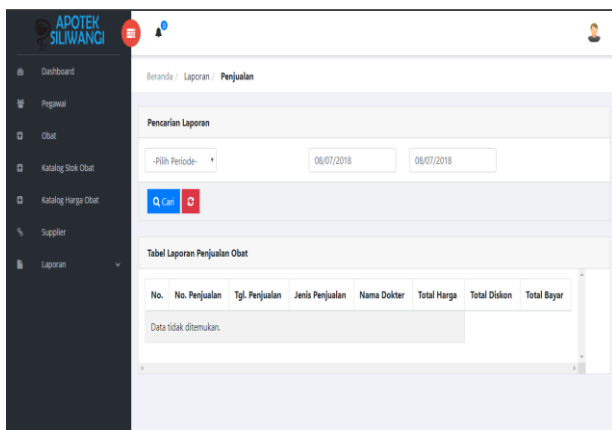 APOTEK
SILIWANGI
0
Dashboard
Pegawai
Obat
Katalog Stok Obat
Katalog Harga Obat
Supplier
Laporan
Beranda / Laporan / Penjualan
Pencarian Laporan
-Pilih Periode- 08/07/2018 08/07/2018
Cari
Tabel Laporan Penjualan Obat
No. No. Penjualan Tgl. Penjualan Jenis Penjualan Nama Dokter Total Harga Total Diskon Total Bayar
Data tidak ditemukan.